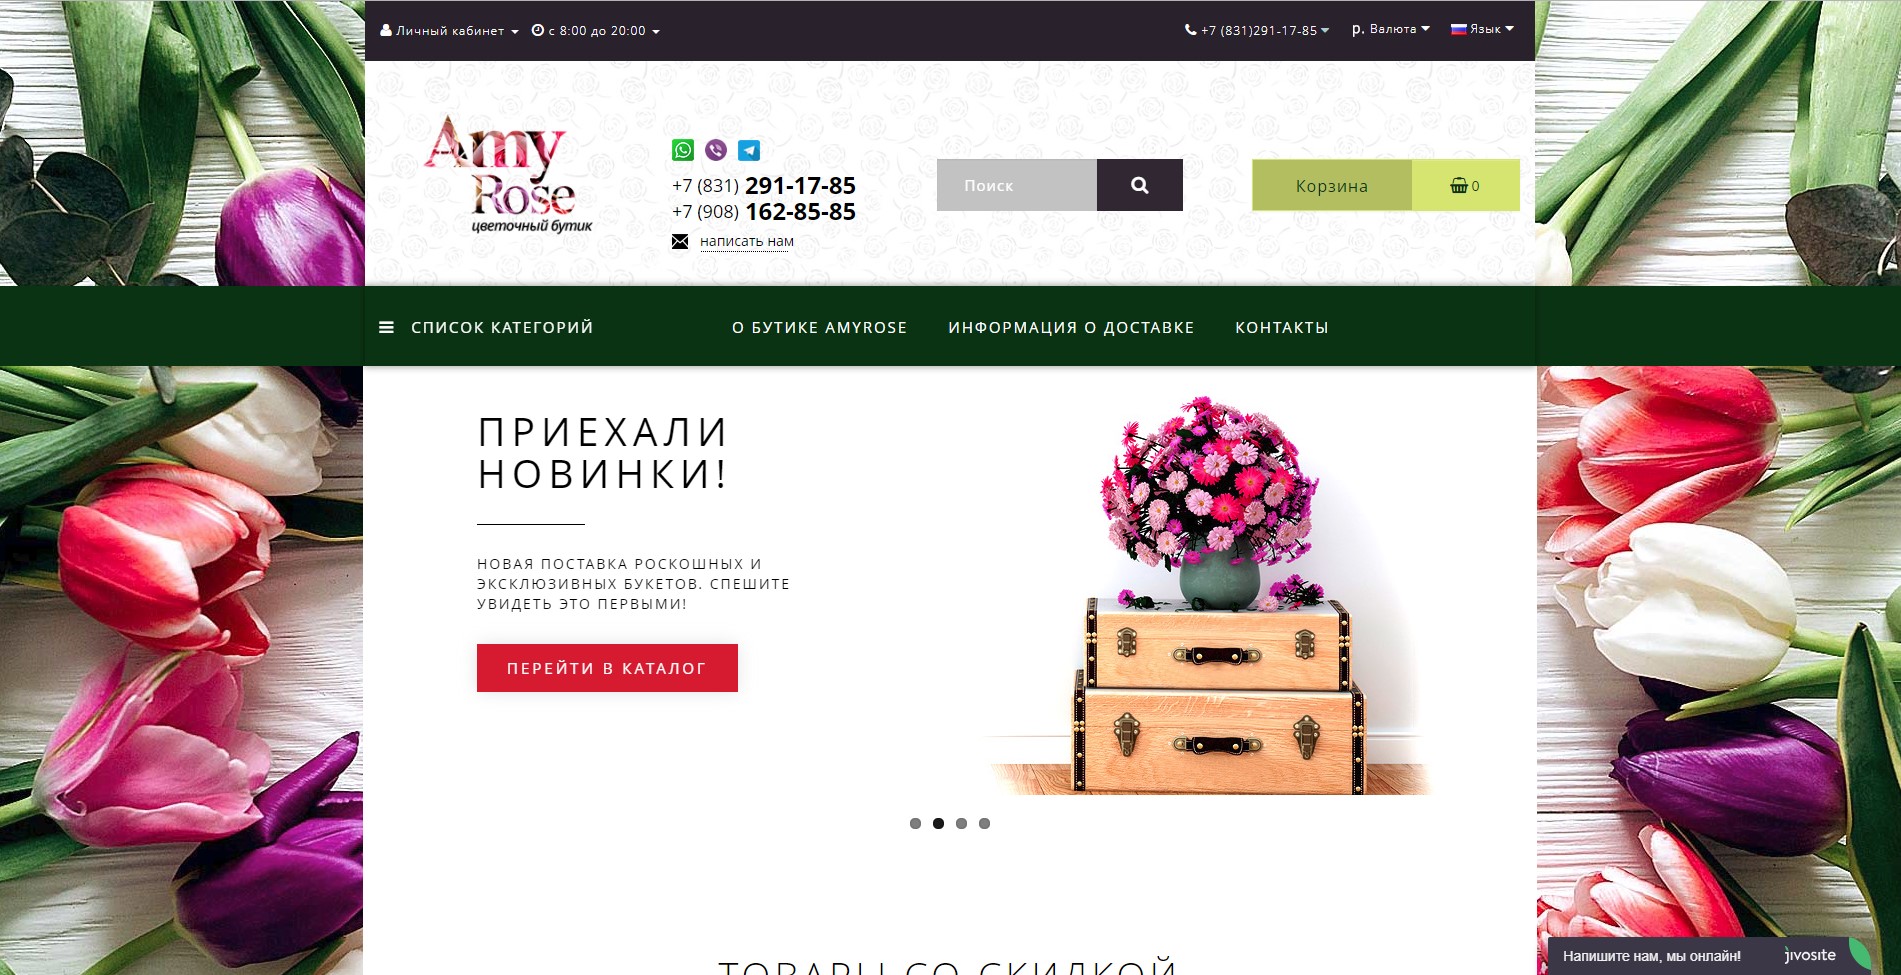 Личный кабинет
с 8:00 до 20:00
+7 (831)291-17-85
р. Валюта
Язык
Amy
Rose
цветочный бутик
+7 (831) 291-17-85
+7 (908) 162-85-85
написать нам
Поиск
Корзина
0
СПИСОК КАТЕГОРИЙ
О БУТИКЕ AMYROSE
ИНФОРМАЦИЯ О ДОСТАВКЕ
КОНТАКТЫ
ПРИЕХАЛИ
НОВИНКИ!
НОВАЯ ПОСТАВКА РОСКОШНЫХ И
ЭКСКЛЮЗИВНЫХ БУКЕТОВ. СПЕШИТЕ
УВИДЕТЬ ЭТО ПЕРВЫМИ!
ПЕРЕЙТИ В КАТАЛОГ
ТОВАРЫ СО СКИДКОЙ
Напишите нам, мы онлайн!
jivosite